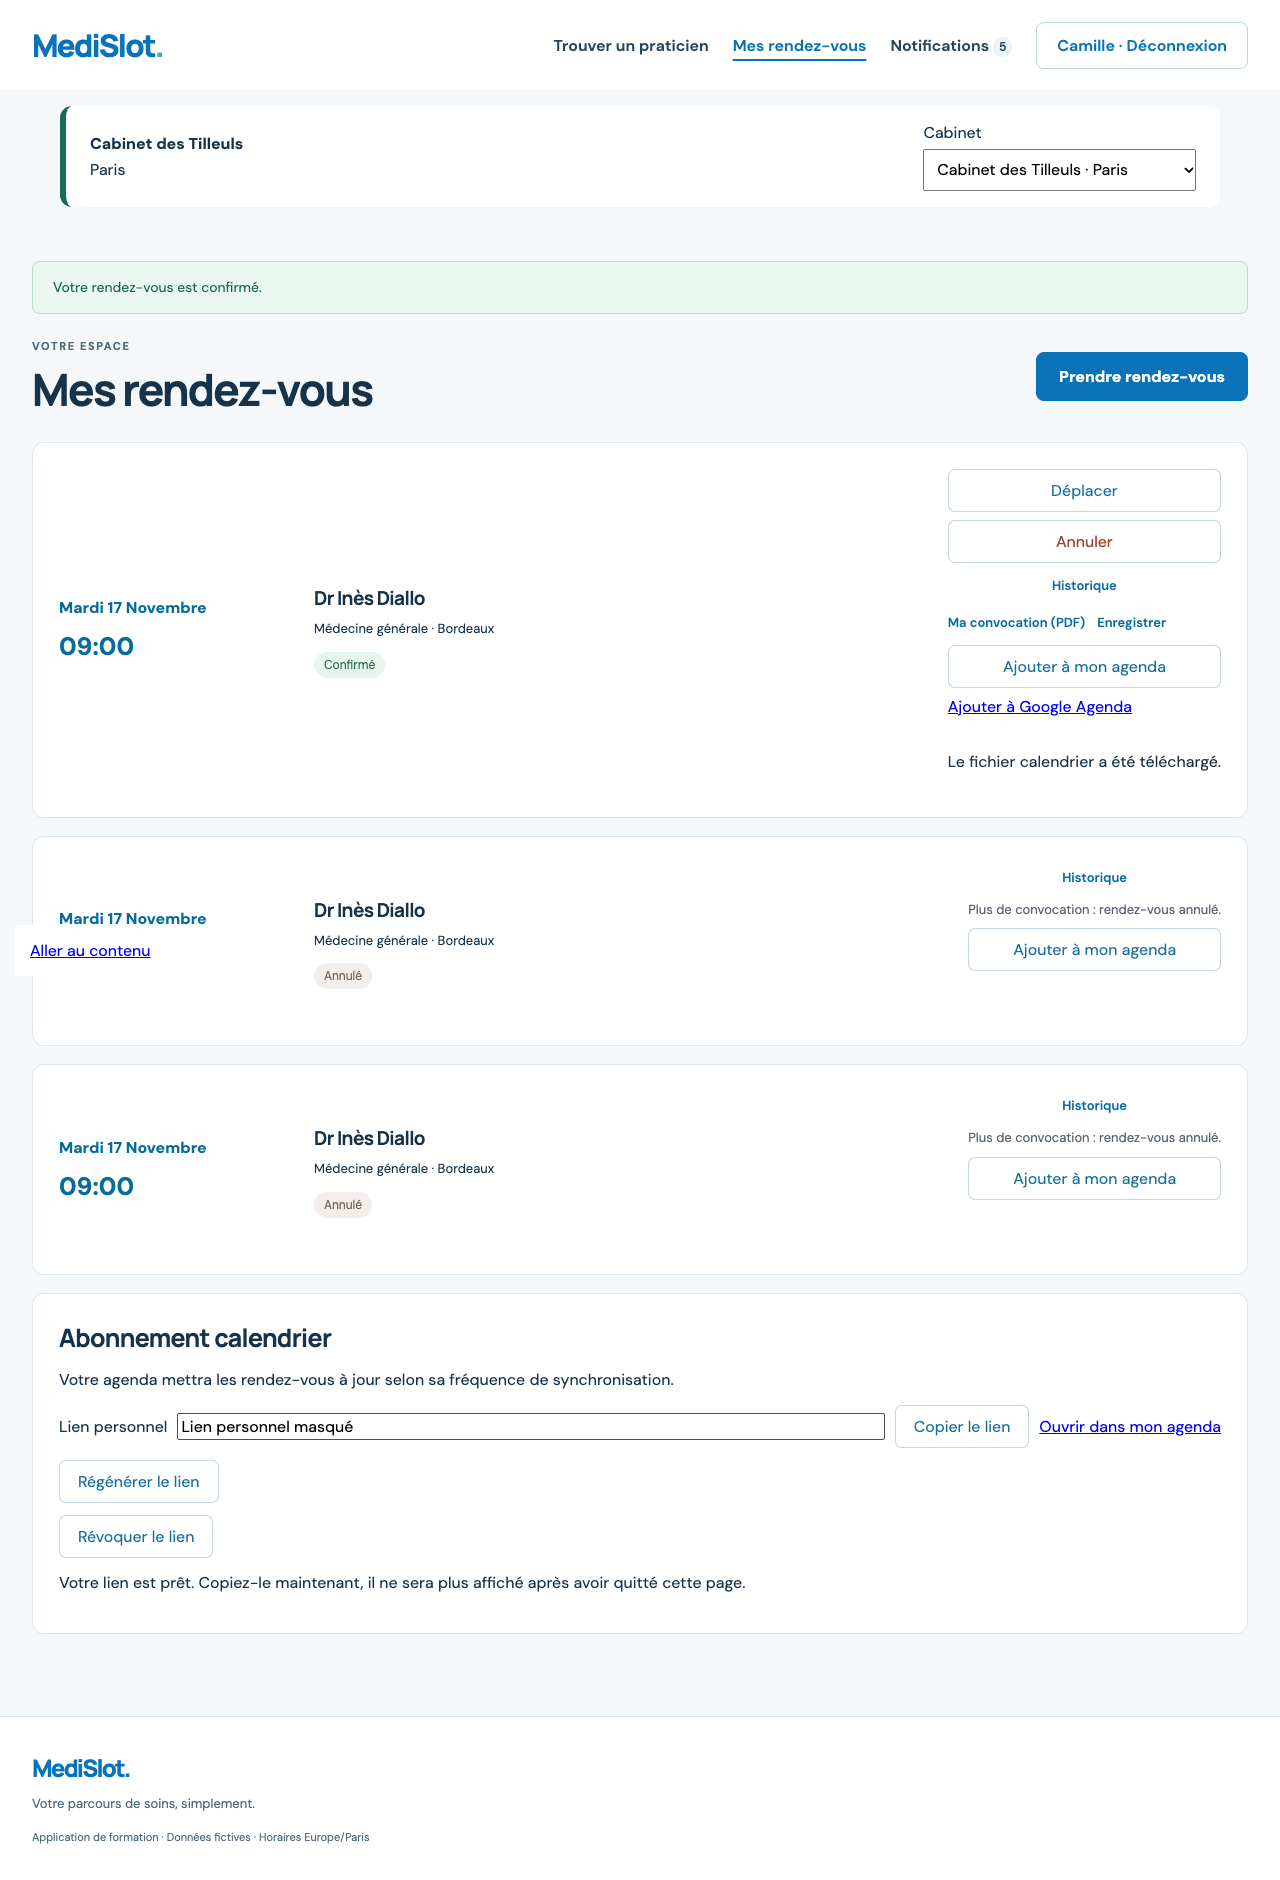 MediSlot.
Trouver un praticien
Mes rendez-vous
Notifications 5
Camille · Déconnexion
Cabinet des Tilleuls
Paris
Cabinet
Cabinet des Tilleuls · Paris
Votre rendez-vous est confirmé.
VOTRE ESPACE
Mes rendez-vous
Prendre rendez-vous
Mardi 17 Novembre
09:00
Dr Inès Diallo
Médecine générale · Bordeaux
Confirmé
Déplacer
Annuler
Historique
Ma convocation (PDF) Enregistrer
Ajouter à mon agenda
Ajouter à Google Agenda
Le fichier calendrier a été téléchargé.
Mardi 17 Novembre
Aller au contenu
Dr Inès Diallo
Médecine générale · Bordeaux
Annulé
Historique
Plus de convocation : rendez-vous annulé.
Ajouter à mon agenda
Mardi 17 Novembre
09:00
Dr Inès Diallo
Médecine générale · Bordeaux
Annulé
Historique
Plus de convocation : rendez-vous annulé.
Ajouter à mon agenda
Abonnement calendrier
Votre agenda mettra les rendez-vous à jour selon sa fréquence de synchronisation.
Lien personnel Lien personnel masqué Copier le lien Ouvrir dans mon agenda
Régénérer le lien
Révoquer le lien
Votre lien est prêt. Copiez-le maintenant, il ne sera plus affiché après avoir quitté cette page.
MediSlot.
Votre parcours de soins, simplement.
Application de formation · Données fictives · Horaires Europe/Paris